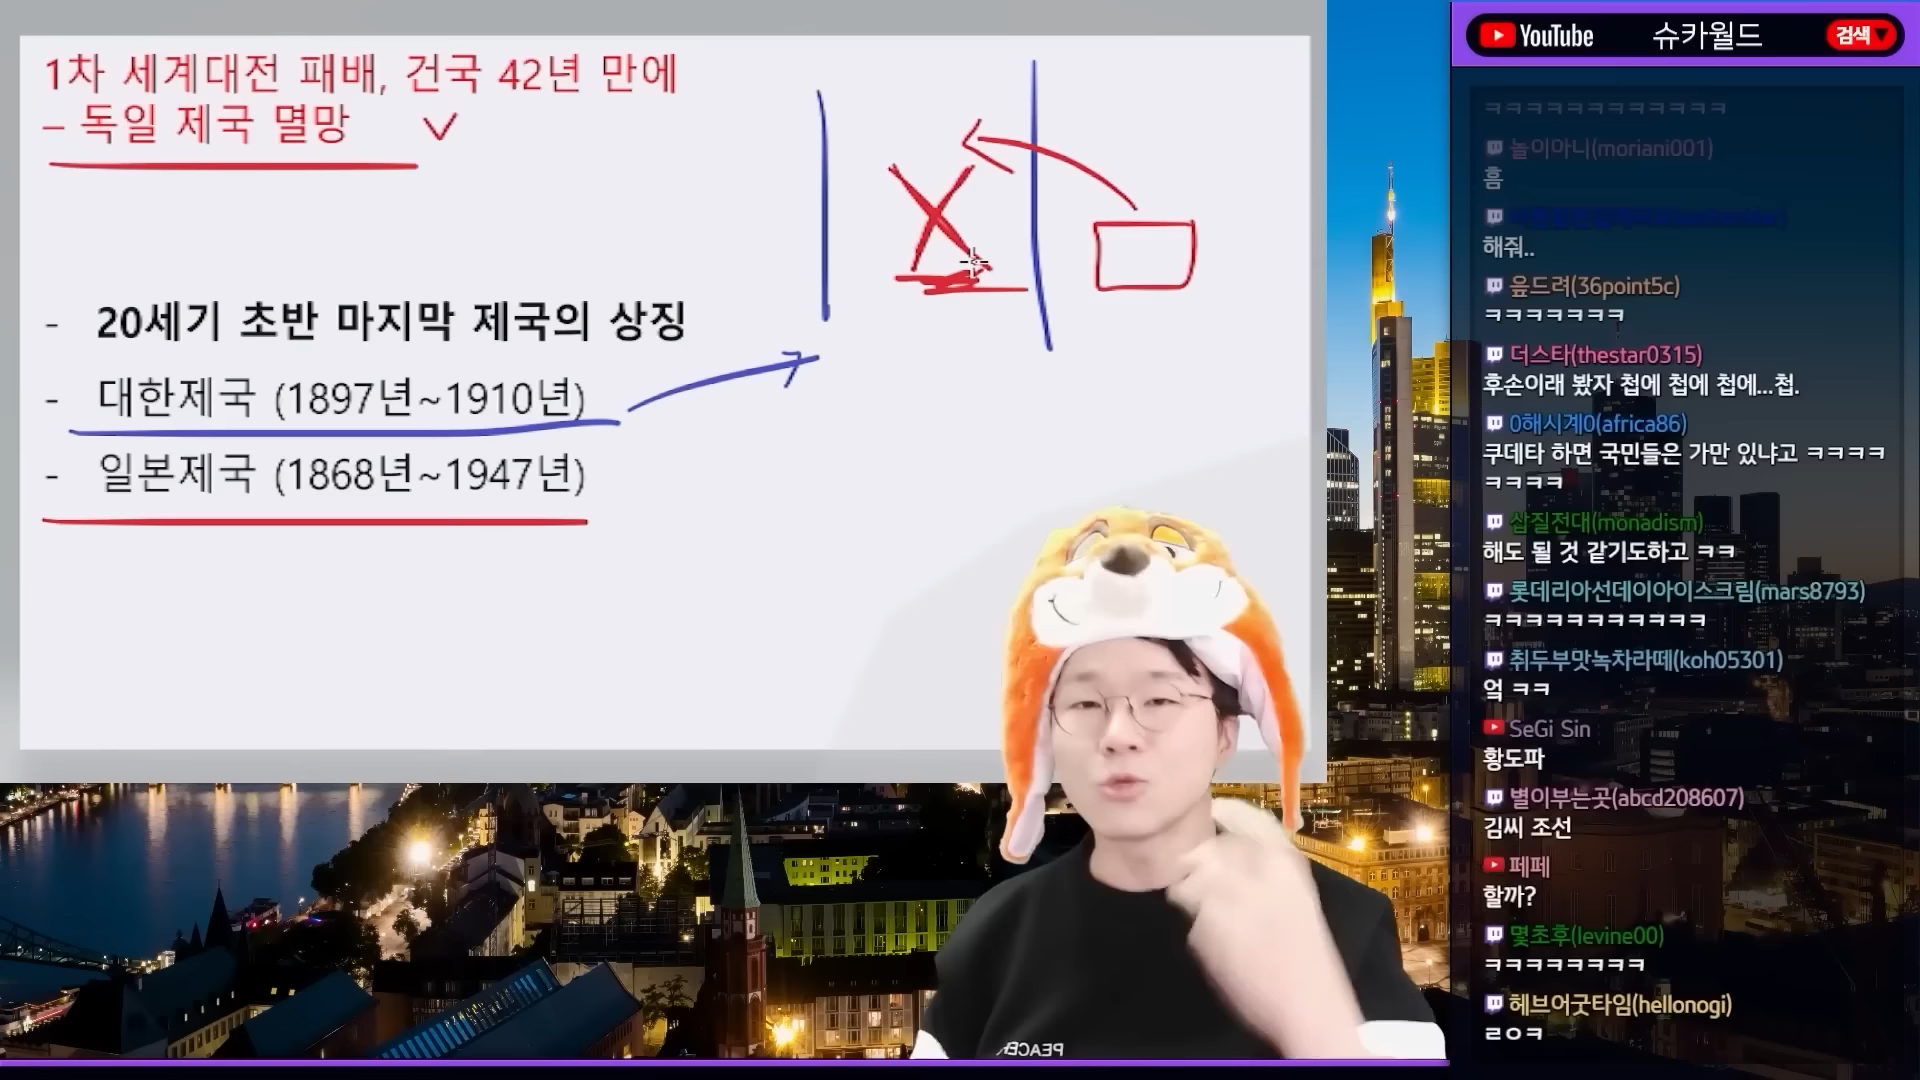 1차 세계대전 패배, 건국 42년 만에
– 독일 제국 멸망
- 20세기 초반 마지막 제국의 상징
- 대한제국 (1897년~1910년)
- 일본제국 (1868년~1947년)
PEACE
YouTube 슈카월드 검색
ㅋㅋㅋㅋㅋㅋㅋㅋㅋㅋㅋㅋ
놀이아니(moriani001)
흠
해줘..
읊드려(36point5c)
ㅋㅋㅋㅋㅋㅋㅋ
더스타(thestar0315)
후손이래 봤자 첩에 첩에 첩에...첩.
0해시계0(africa86)
쿠데타 하면 국민들은 가만 있냐고 ㅋㅋㅋㅋ
ㅋㅋㅋㅋ
삽질전대(monadism)
해도 될 것 같기도하고 ㅋㅋ
롯데리아선데이아이스크림(mars8793)
ㅋㅋㅋㅋㅋㅋㅋㅋㅋㅋㅋ
취두부맛녹차라떼(koh05301)
억 ㅋㅋ
SeGi Sin
황도파
별이부는곳(abcd208607)
김씨 조선
페페
할까?
몇초후(levine00)
ㅋㅋㅋㅋㅋㅋㅋㅋ
헤브어굿타임(hellonogi)
ㄹㅇㅋ